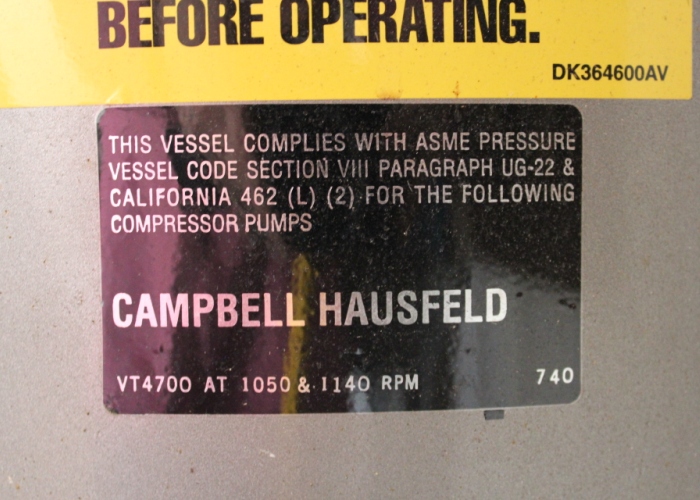 BEFORE OPERATING.
DK364600AV
THIS VESSEL COMPLIES WITH ASME PRESSURE
VESSEL CODE SECTION VIII PARAGRAPH UG-22 &
CALIFORNIA 462 (L) (2) FOR THE FOLLOWING
COMPRESSOR PUMPS
CAMPBELL HAUSFELD
VT4700 AT 1050 & 1140 RPM 740